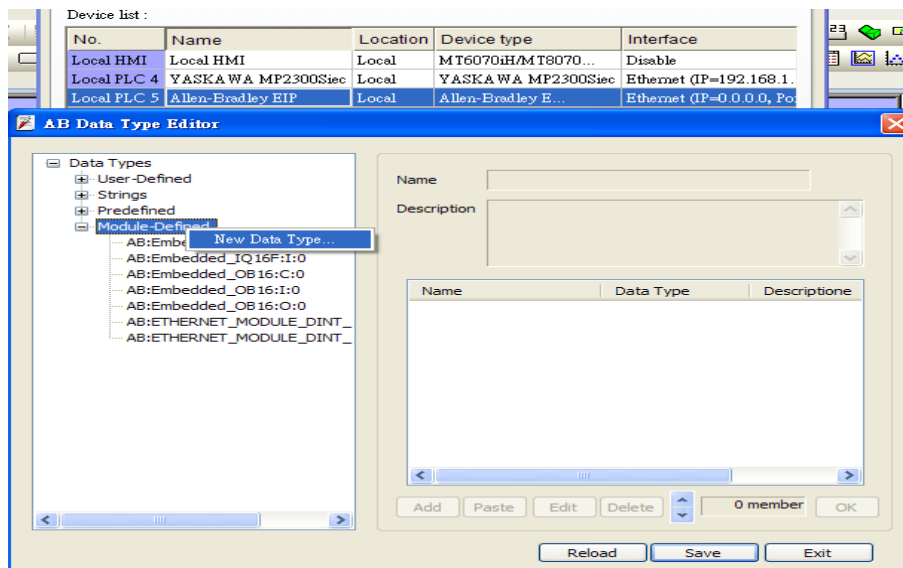 Device list :
No. Name Location Device type Interface
Local HMI Local HMI Local MT6070iH/MT8070... Disable
Local PLC 4 YASKAWA MP2300Siec Local YASKAWA MP2300Siec Ethernet (IP=192.168.1.
Local PLC 5 Allen-Bradley EIP Local Allen-Bradley E... Ethernet (IP=0.0.0.0, Po
AB Data Type Editor
Data Types
User-Defined
Strings
Predefined
Module-Defined
New Data Type...
AB:Embe
AB:Embedded_IQ16F:I:0
AB:Embedded_OB16:C:0
AB:Embedded_OB16:I:0
AB:Embedded_OB16:O:0
AB:ETHERNET_MODULE_DINT_
AB:ETHERNET_MODULE_DINT_
Name
Description
Name Data Type Descriptione
Add Paste Edit Delete 0 member OK
Reload Save Exit